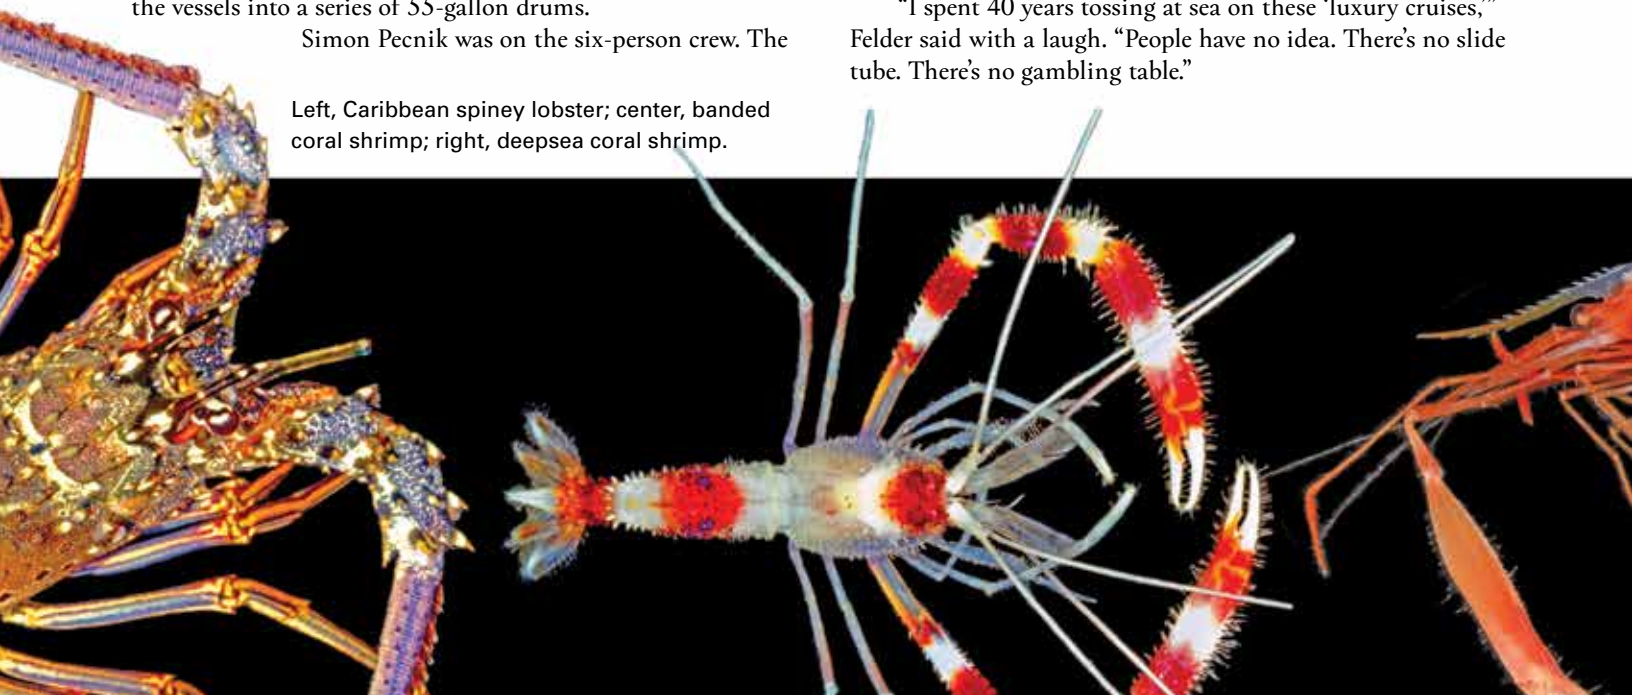 the vessels into a series of 55-gallon drums.
Simon Pecnik was on the six-person crew. The
Left, Caribbean spiney lobster; center, banded
coral shrimp; right, deepsea coral shrimp.
“I spent 40 years tossing at sea on these ‘luxury cruises,’”
Felder said with a laugh. “People have no idea. There’s no slide
tube. There’s no gambling table.”